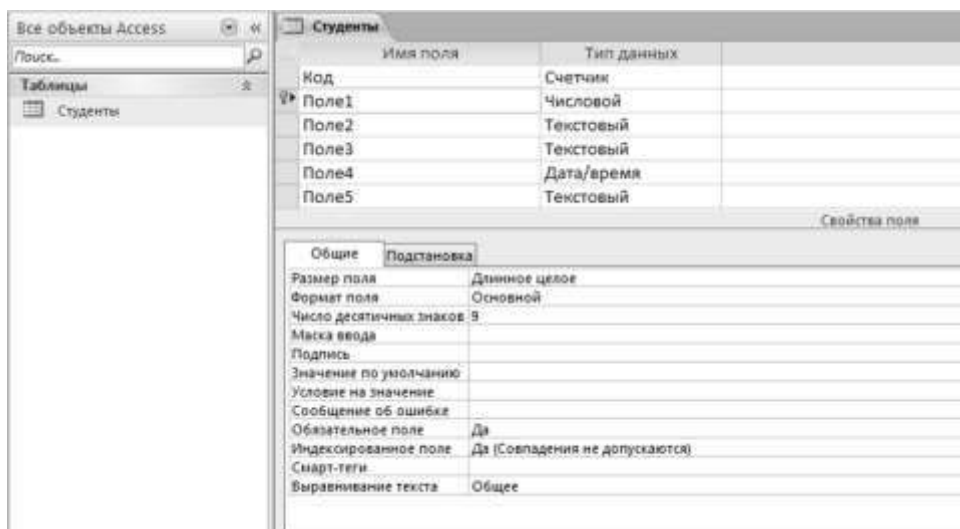 Все объекты Access
Поиск...
Таблицы
Студенты
Студенты
Имя поля Тип данных
Код Счетчик
Поле1 Числовой
Поле2 Текстовый
Поле3 Текстовый
Поле4 Дата/время
Поле5 Текстовый
Свойства поля
Общие Подстановка
Размер поля Длинное целое
Формат поля Основной
Число десятичных знаков 9
Маска ввода
Подпись
Значение по умолчанию
Условие на значение
Сообщение об ошибке
Обязательное поле Да
Индексированное поле Да (Совпадения не допускаются)
Смарт-теги
Выравнивание текста Общее